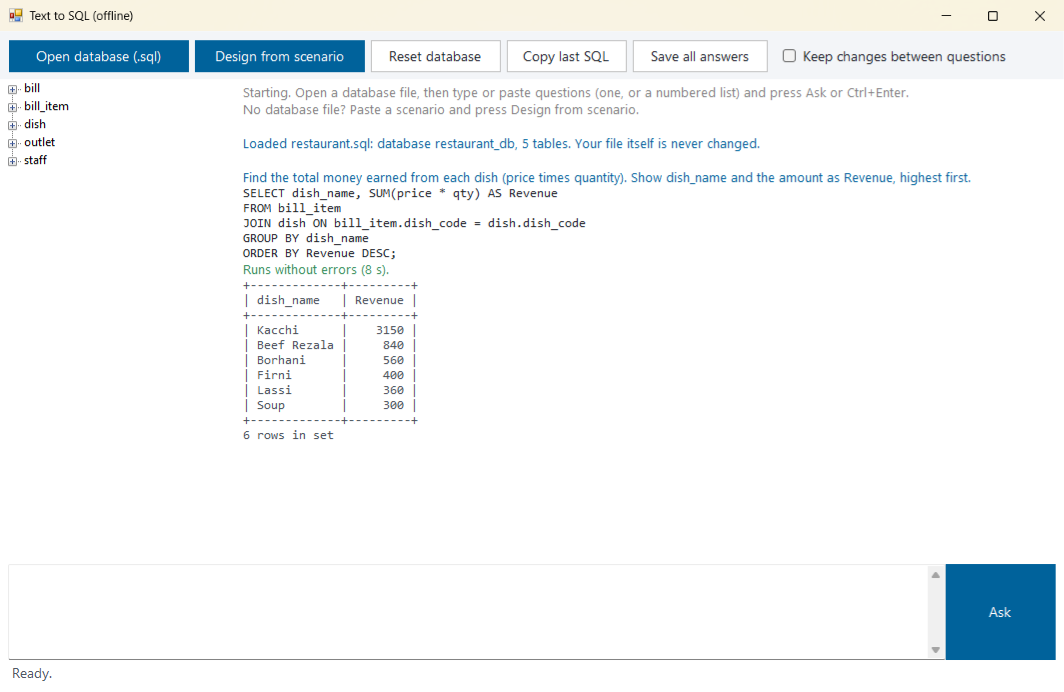 Text to SQL (offline)
Open database (.sql) Design from scenario Reset database Copy last SQL Save all answers Keep changes between questions
bill
bill_item
dish
outlet
staff
Starting. Open a database file, then type or paste questions (one, or a numbered list) and press Ask or Ctrl+Enter.
No database file? Paste a scenario and press Design from scenario.
Loaded restaurant.sql: database restaurant_db, 5 tables. Your file itself is never changed.
Find the total money earned from each dish (price times quantity). Show dish_name and the amount as Revenue, highest first.
SELECT dish_name, SUM(price * qty) AS Revenue
FROM bill_item
JOIN dish ON bill_item.dish_code = dish.dish_code
GROUP BY dish_name
ORDER BY Revenue DESC;
Runs without errors (8 s).
+-------------+---------+
| dish_name   | Revenue |
+-------------+---------+
| Kacchi      |    3150 |
| Beef Rezala |     840 |
| Borhani     |     560 |
| Firni       |     400 |
| Lassi       |     360 |
| Soup        |     300 |
+-------------+---------+
6 rows in set
Ask
Ready.